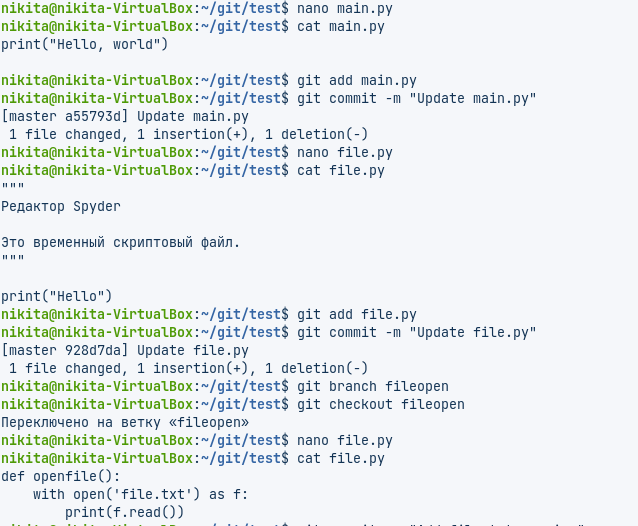 nikita@nikita-VirtualBox:~/git/test$ nano main.py
nikita@nikita-VirtualBox:~/git/test$ cat main.py
print("Hello, world")
nikita@nikita-VirtualBox:~/git/test$ git add main.py
nikita@nikita-VirtualBox:~/git/test$ git commit -m "Update main.py"
[master a55793d] Update main.py
 1 file changed, 1 insertion(+), 1 deletion(-)
nikita@nikita-VirtualBox:~/git/test$ nano file.py
nikita@nikita-VirtualBox:~/git/test$ cat file.py
"""
Редактор Spyder
Это временный скриптовый файл.
"""
print("Hello")
nikita@nikita-VirtualBox:~/git/test$ git add file.py
nikita@nikita-VirtualBox:~/git/test$ git commit -m "Update file.py"
[master 928d7da] Update file.py
 1 file changed, 1 insertion(+), 1 deletion(-)
nikita@nikita-VirtualBox:~/git/test$ git branch fileopen
nikita@nikita-VirtualBox:~/git/test$ git checkout fileopen
Переключено на ветку «fileopen»
nikita@nikita-VirtualBox:~/git/test$ nano file.py
nikita@nikita-VirtualBox:~/git/test$ cat file.py
def openfile():
    with open('file.txt') as f:
        print(f.read())